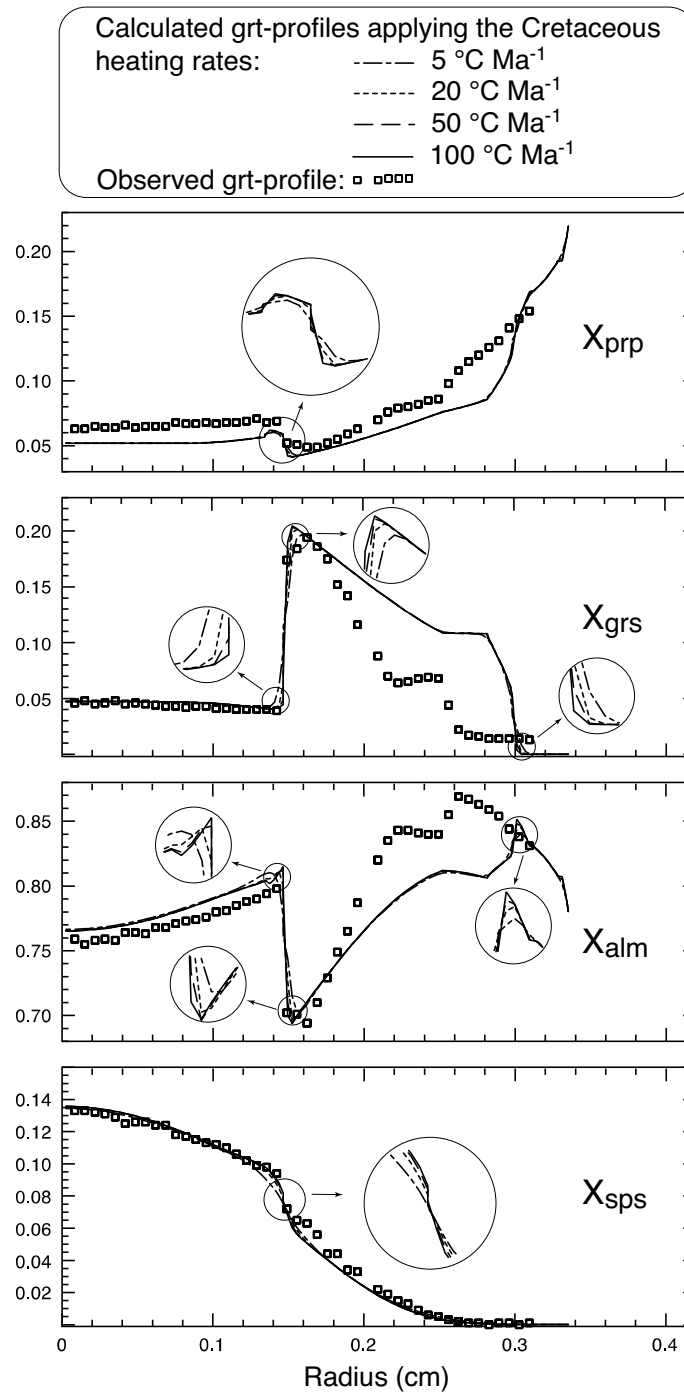 Calculated grt-profiles applying the Cretaceous
heating rates:
5 °C Ma-1
20 °C Ma-1
50 °C Ma-1
100 °C Ma-1
Observed grt-profile:
0.20
0.15
0.10
0.05
Xprp
0.20
0.15
0.10
0.05
Xgrs
0.85
0.80
0.75
0.70
Xalm
0.14
0.12
0.10
0.08
0.06
0.04
0.02
Xsps
0 0.1 0.2 0.3 0.4
Radius (cm)